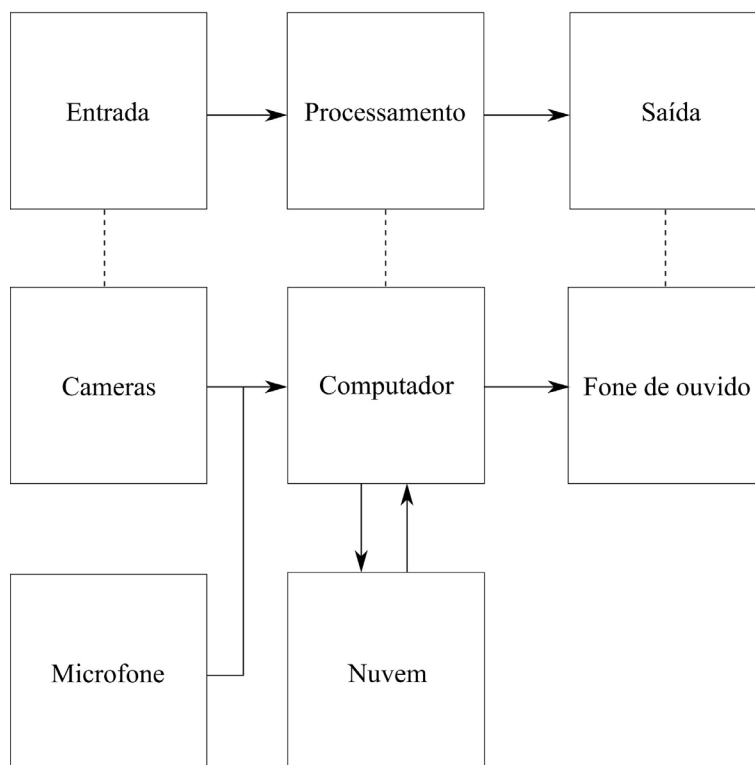 Entrada
Processamento
Saída
Cameras
Computador
Fone de ouvido
Microfone
Nuvem